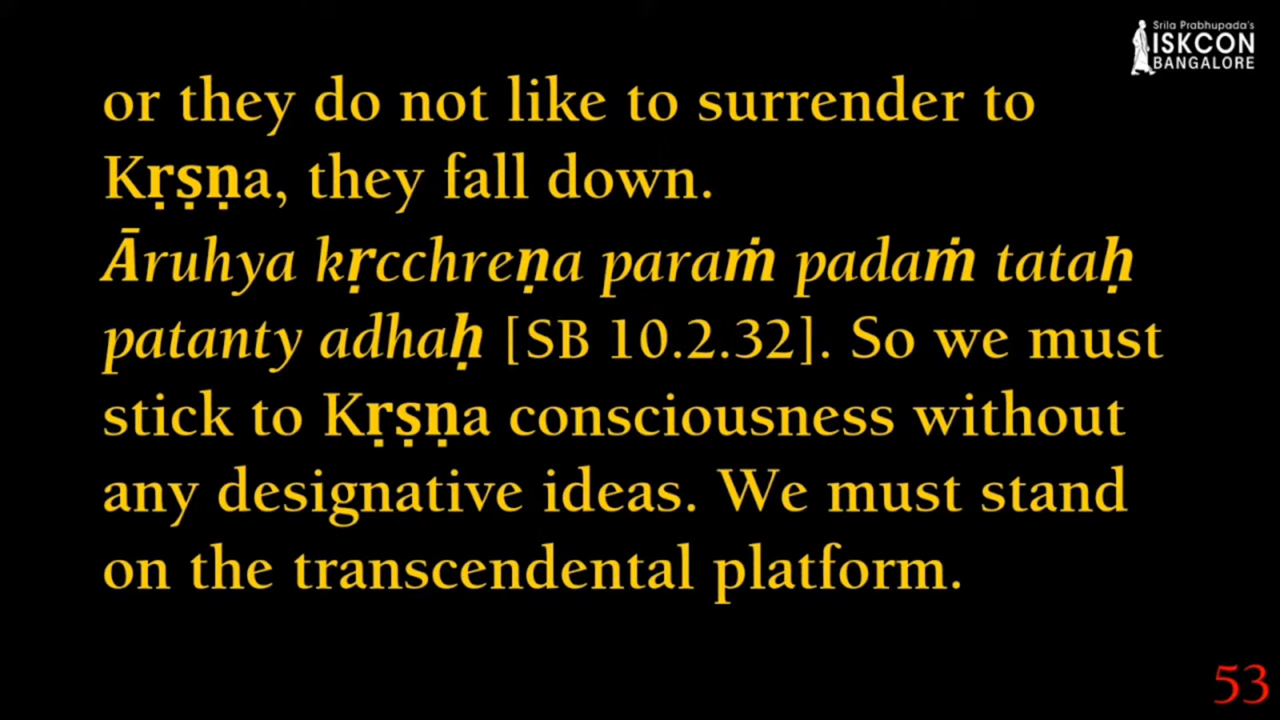 Srila Prabhupada's
ISKCON
BANGALORE
or they do not like to surrender to
Kṛṣṇa, they fall down.
Āruhya kṛcchreṇa paraṁ padaṁ tataḥ
patanty adhaḥ [SB 10.2.32]. So we must
stick to Kṛṣṇa consciousness without
any designative ideas. We must stand
on the transcendental platform.
53